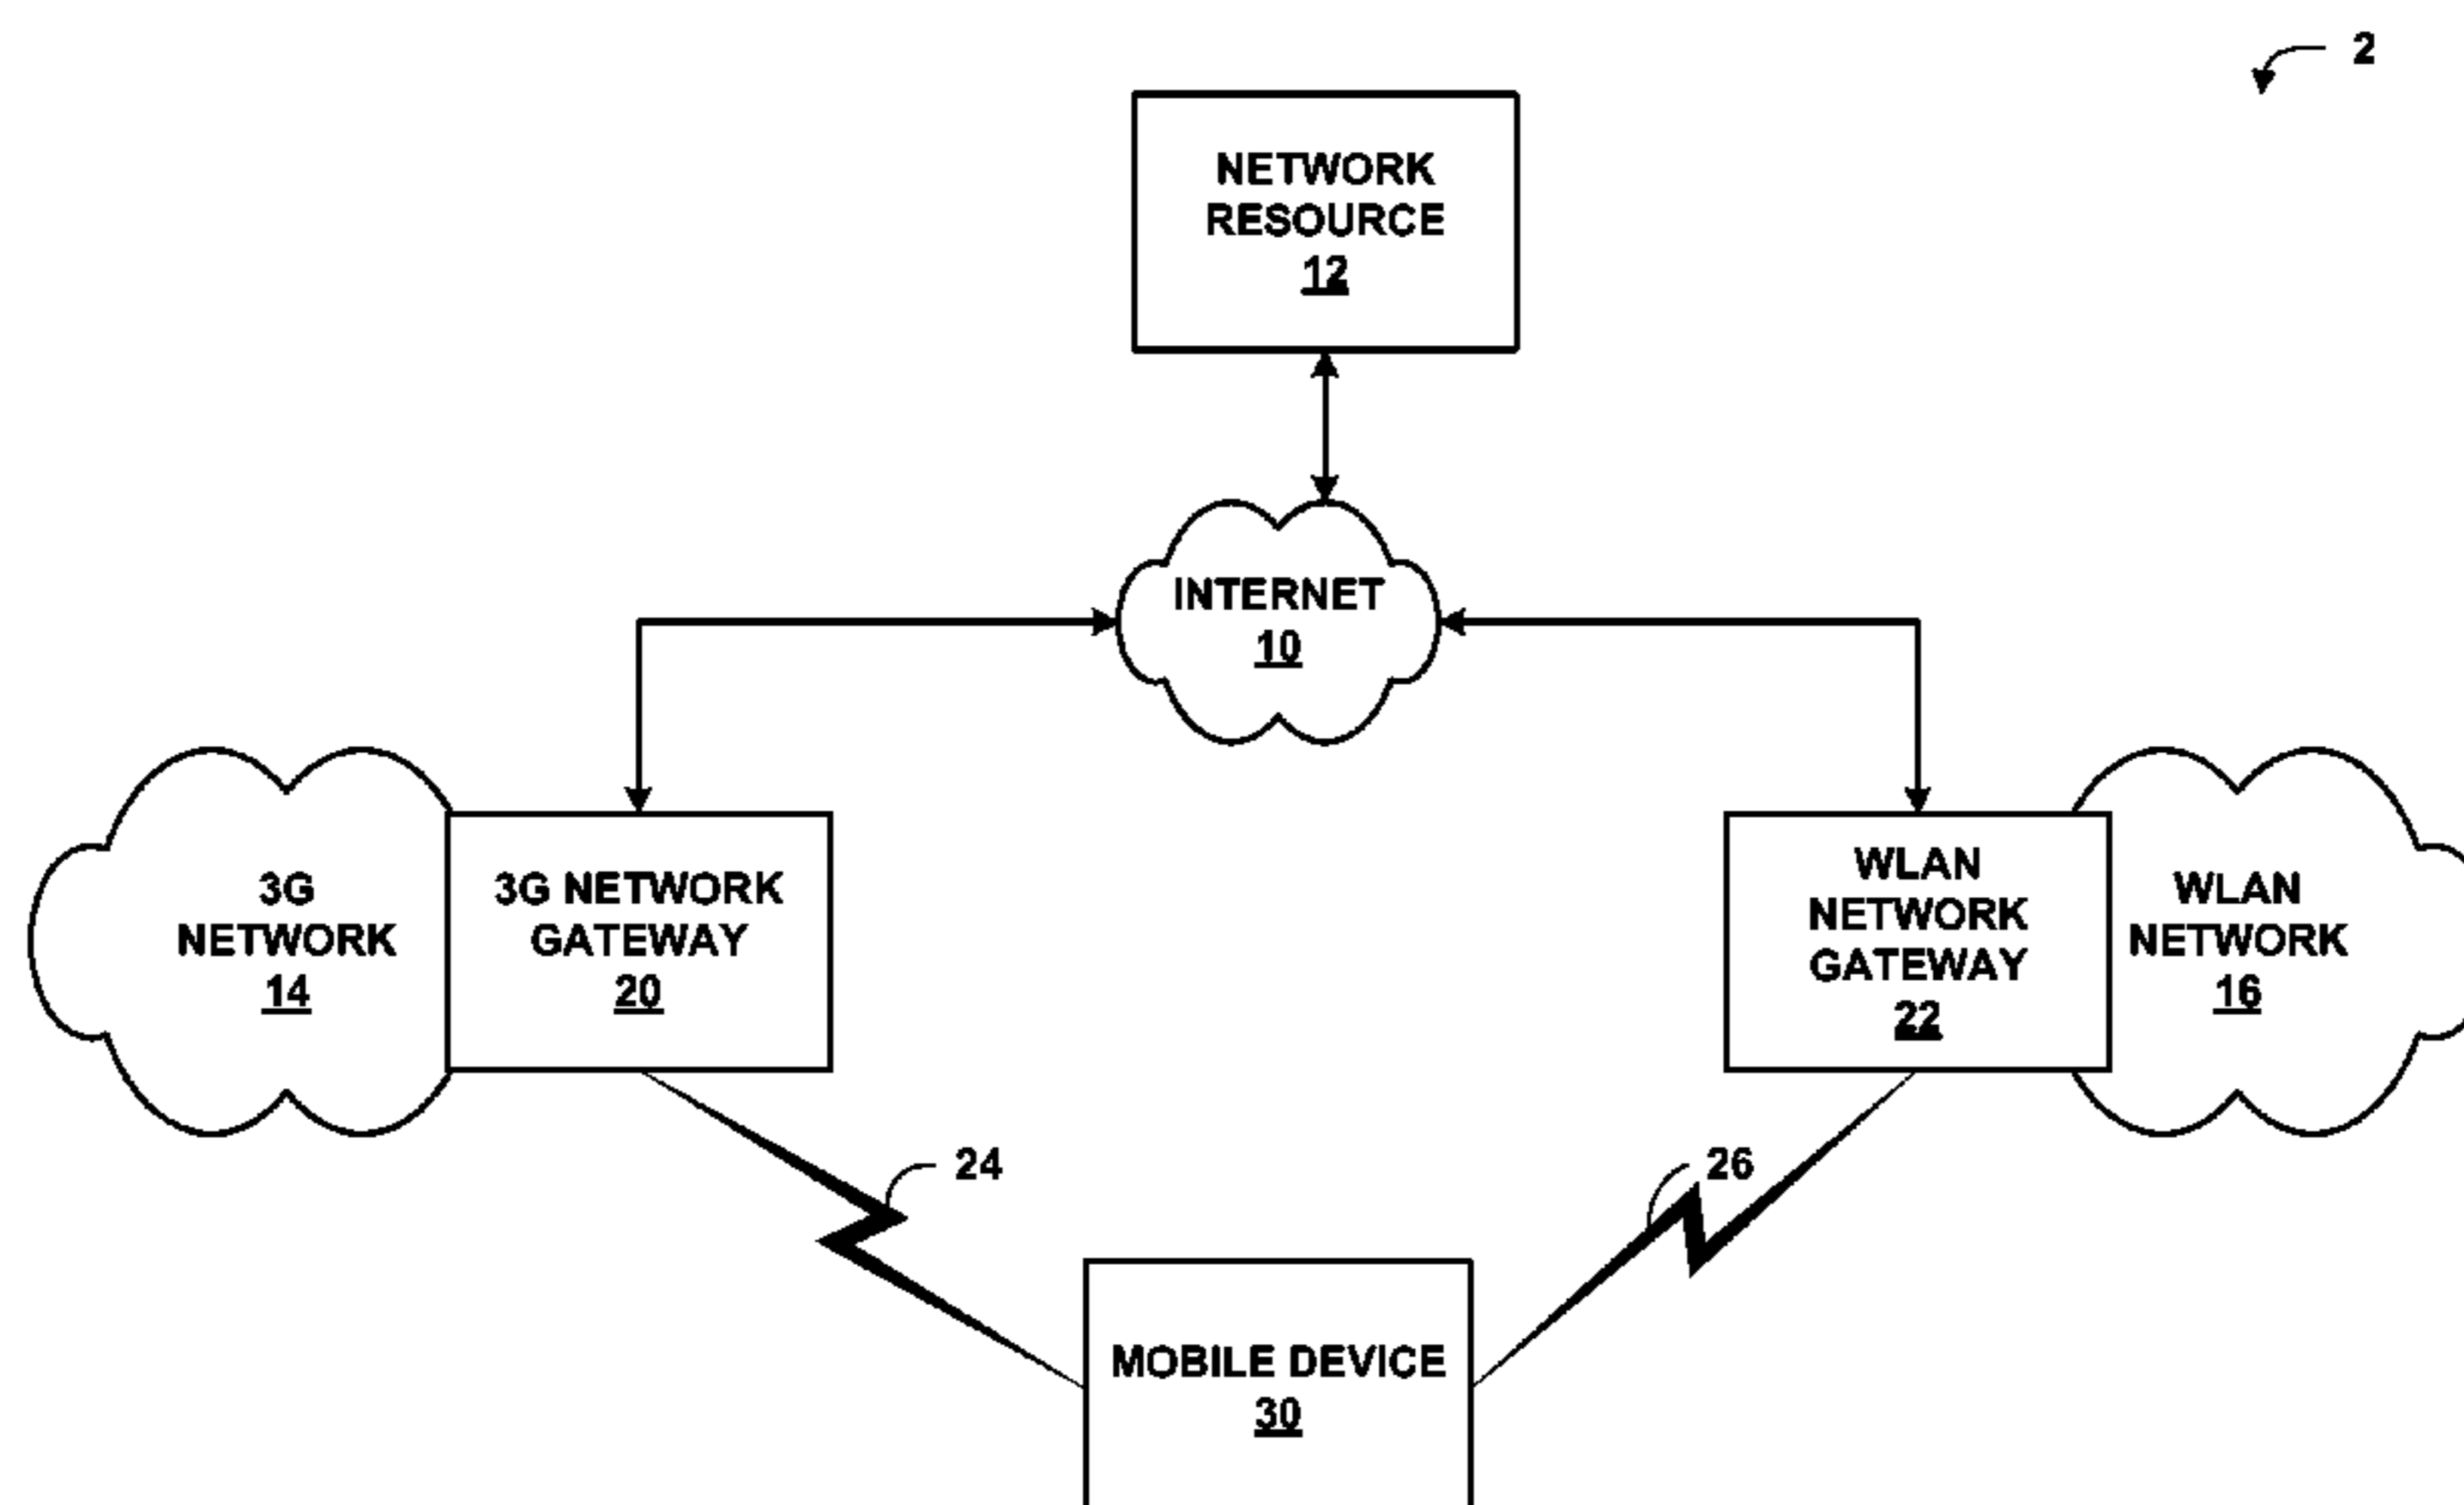 2
NETWORK
RESOURCE
12
INTERNET
10
3G
NETWORK
14
3G NETWORK
GATEWAY
20
WLAN
NETWORK
GATEWAY
22
WLAN
NETWORK
16
24
26
MOBILE DEVICE
30